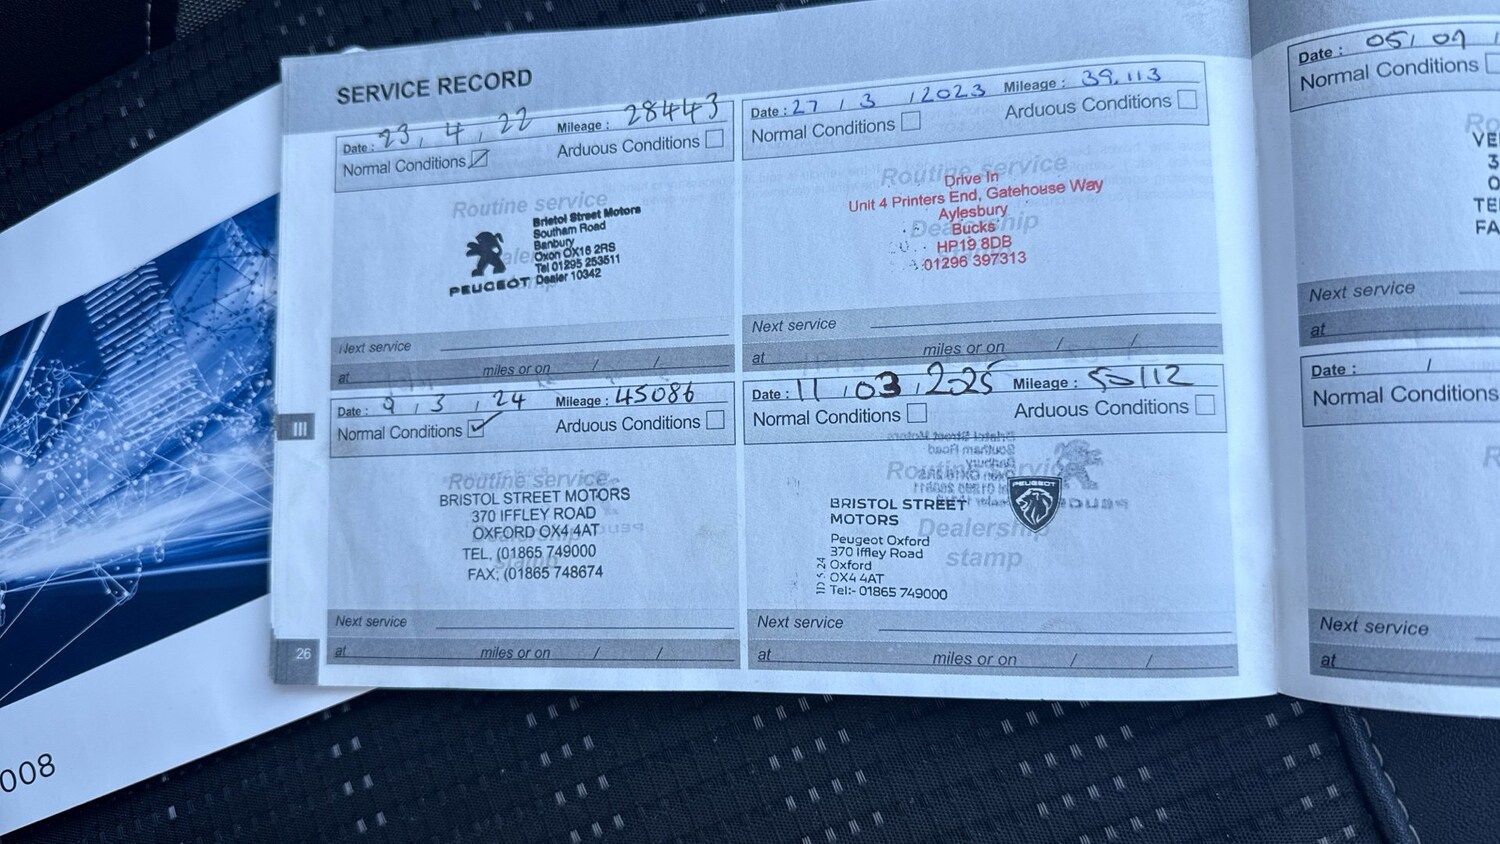 SERVICE RECORD
Date : 23, 4, 22 Mileage : 28443
Normal Conditions Arduous Conditions
Routine service
Bristol Street Motors
Southam Road
Banbury
Oxon OX16 2RS
Tel 01295 253511
PEUGEOT Dealer 10342
Next service
at miles or on / /
Date : 27 / 3 / 2023 Mileage : 39,113
Normal Conditions Arduous Conditions
Routine service
Drive In
Unit 4 Printers End, Gatehouse Way
Aylesbury
Dealership
Bucks
HP19 8DB
01296 397313
Next service
at miles or on / /
Date : 9 , 3 , 24 Mileage : 45086
Normal Conditions Arduous Conditions
Routine service
BRISTOL STREET MOTORS
370 IFFLEY ROAD
OXFORD OX4 4AT
TEL, (01865 749000
stamp
FAX; (01865 748674
Next service
at miles or on / /
Date : 11 , 03 , 2025 Mileage : 50112
Normal Conditions Arduous Conditions
Routine service
PEUGEOT
BRISTOL STREET
MOTORS
Dealership
stamp
Peugeot Oxford
370 Iffley Road
Oxford
OX4 4AT
Tel:- 01865 749000
Next service
at miles or on / /
III
26
008
Date : 05, 09
Normal Conditions
Next service
at
Date : /
Normal Conditions
Next service
at